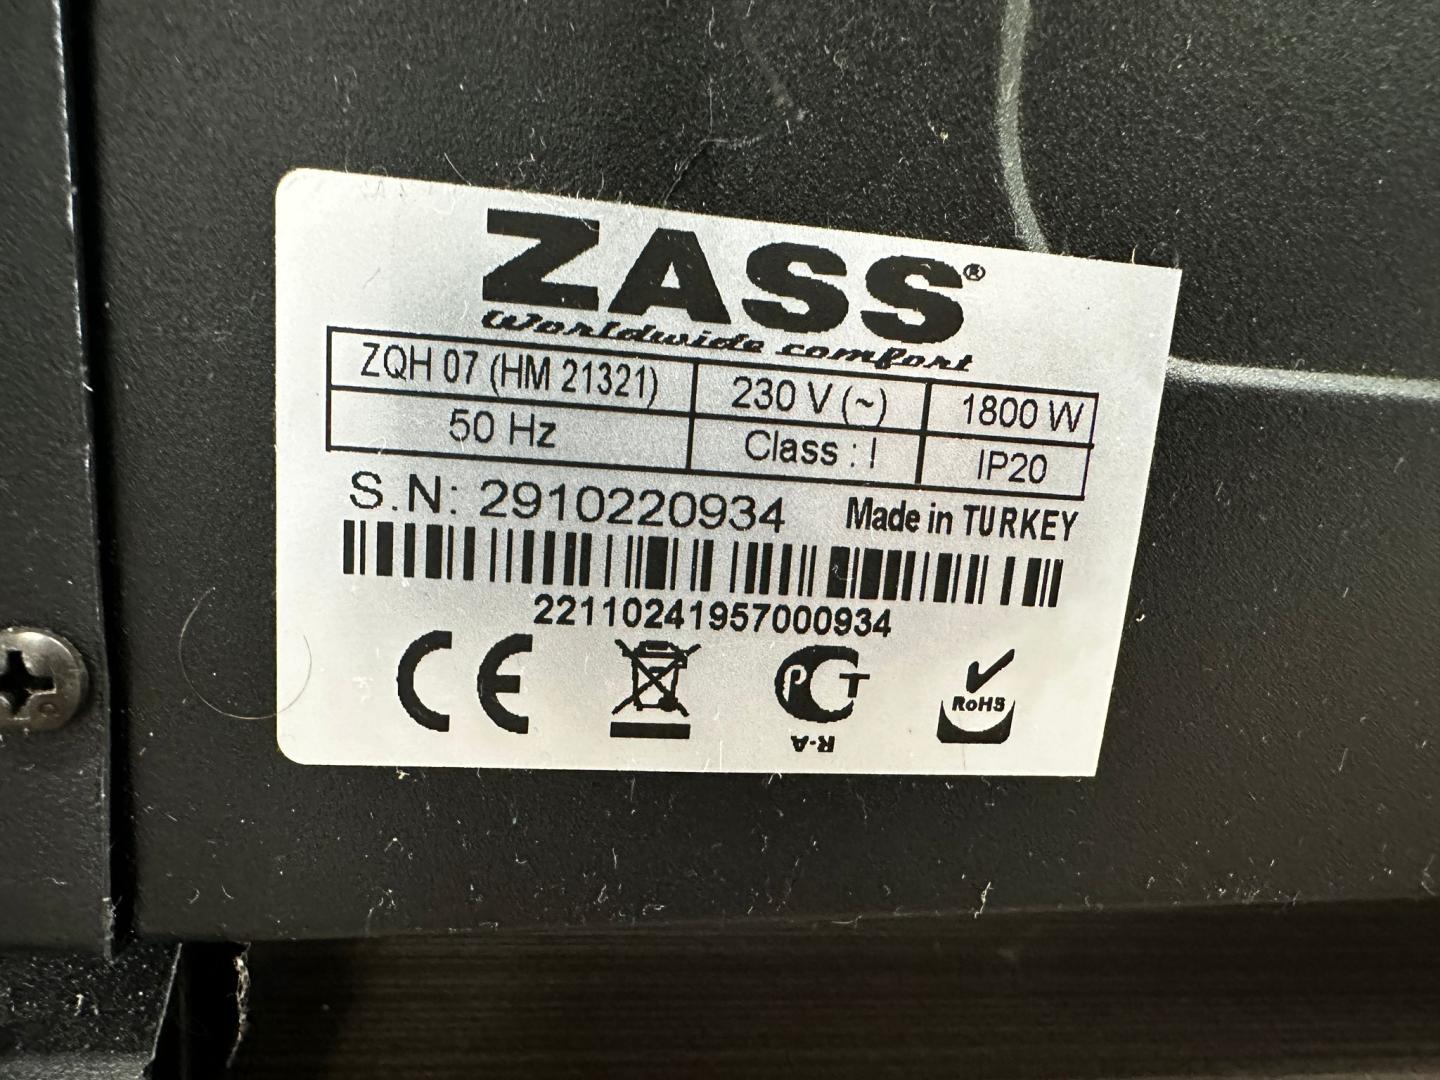 ZASS®
Worldwide comfort
ZQH 07 (HM 21321) 230 V (~) 1800 W
50 Hz Class : I IP20
S.N: 2910220934 Made in TURKEY
22110241957000934
CE PCT RoHS
R-A